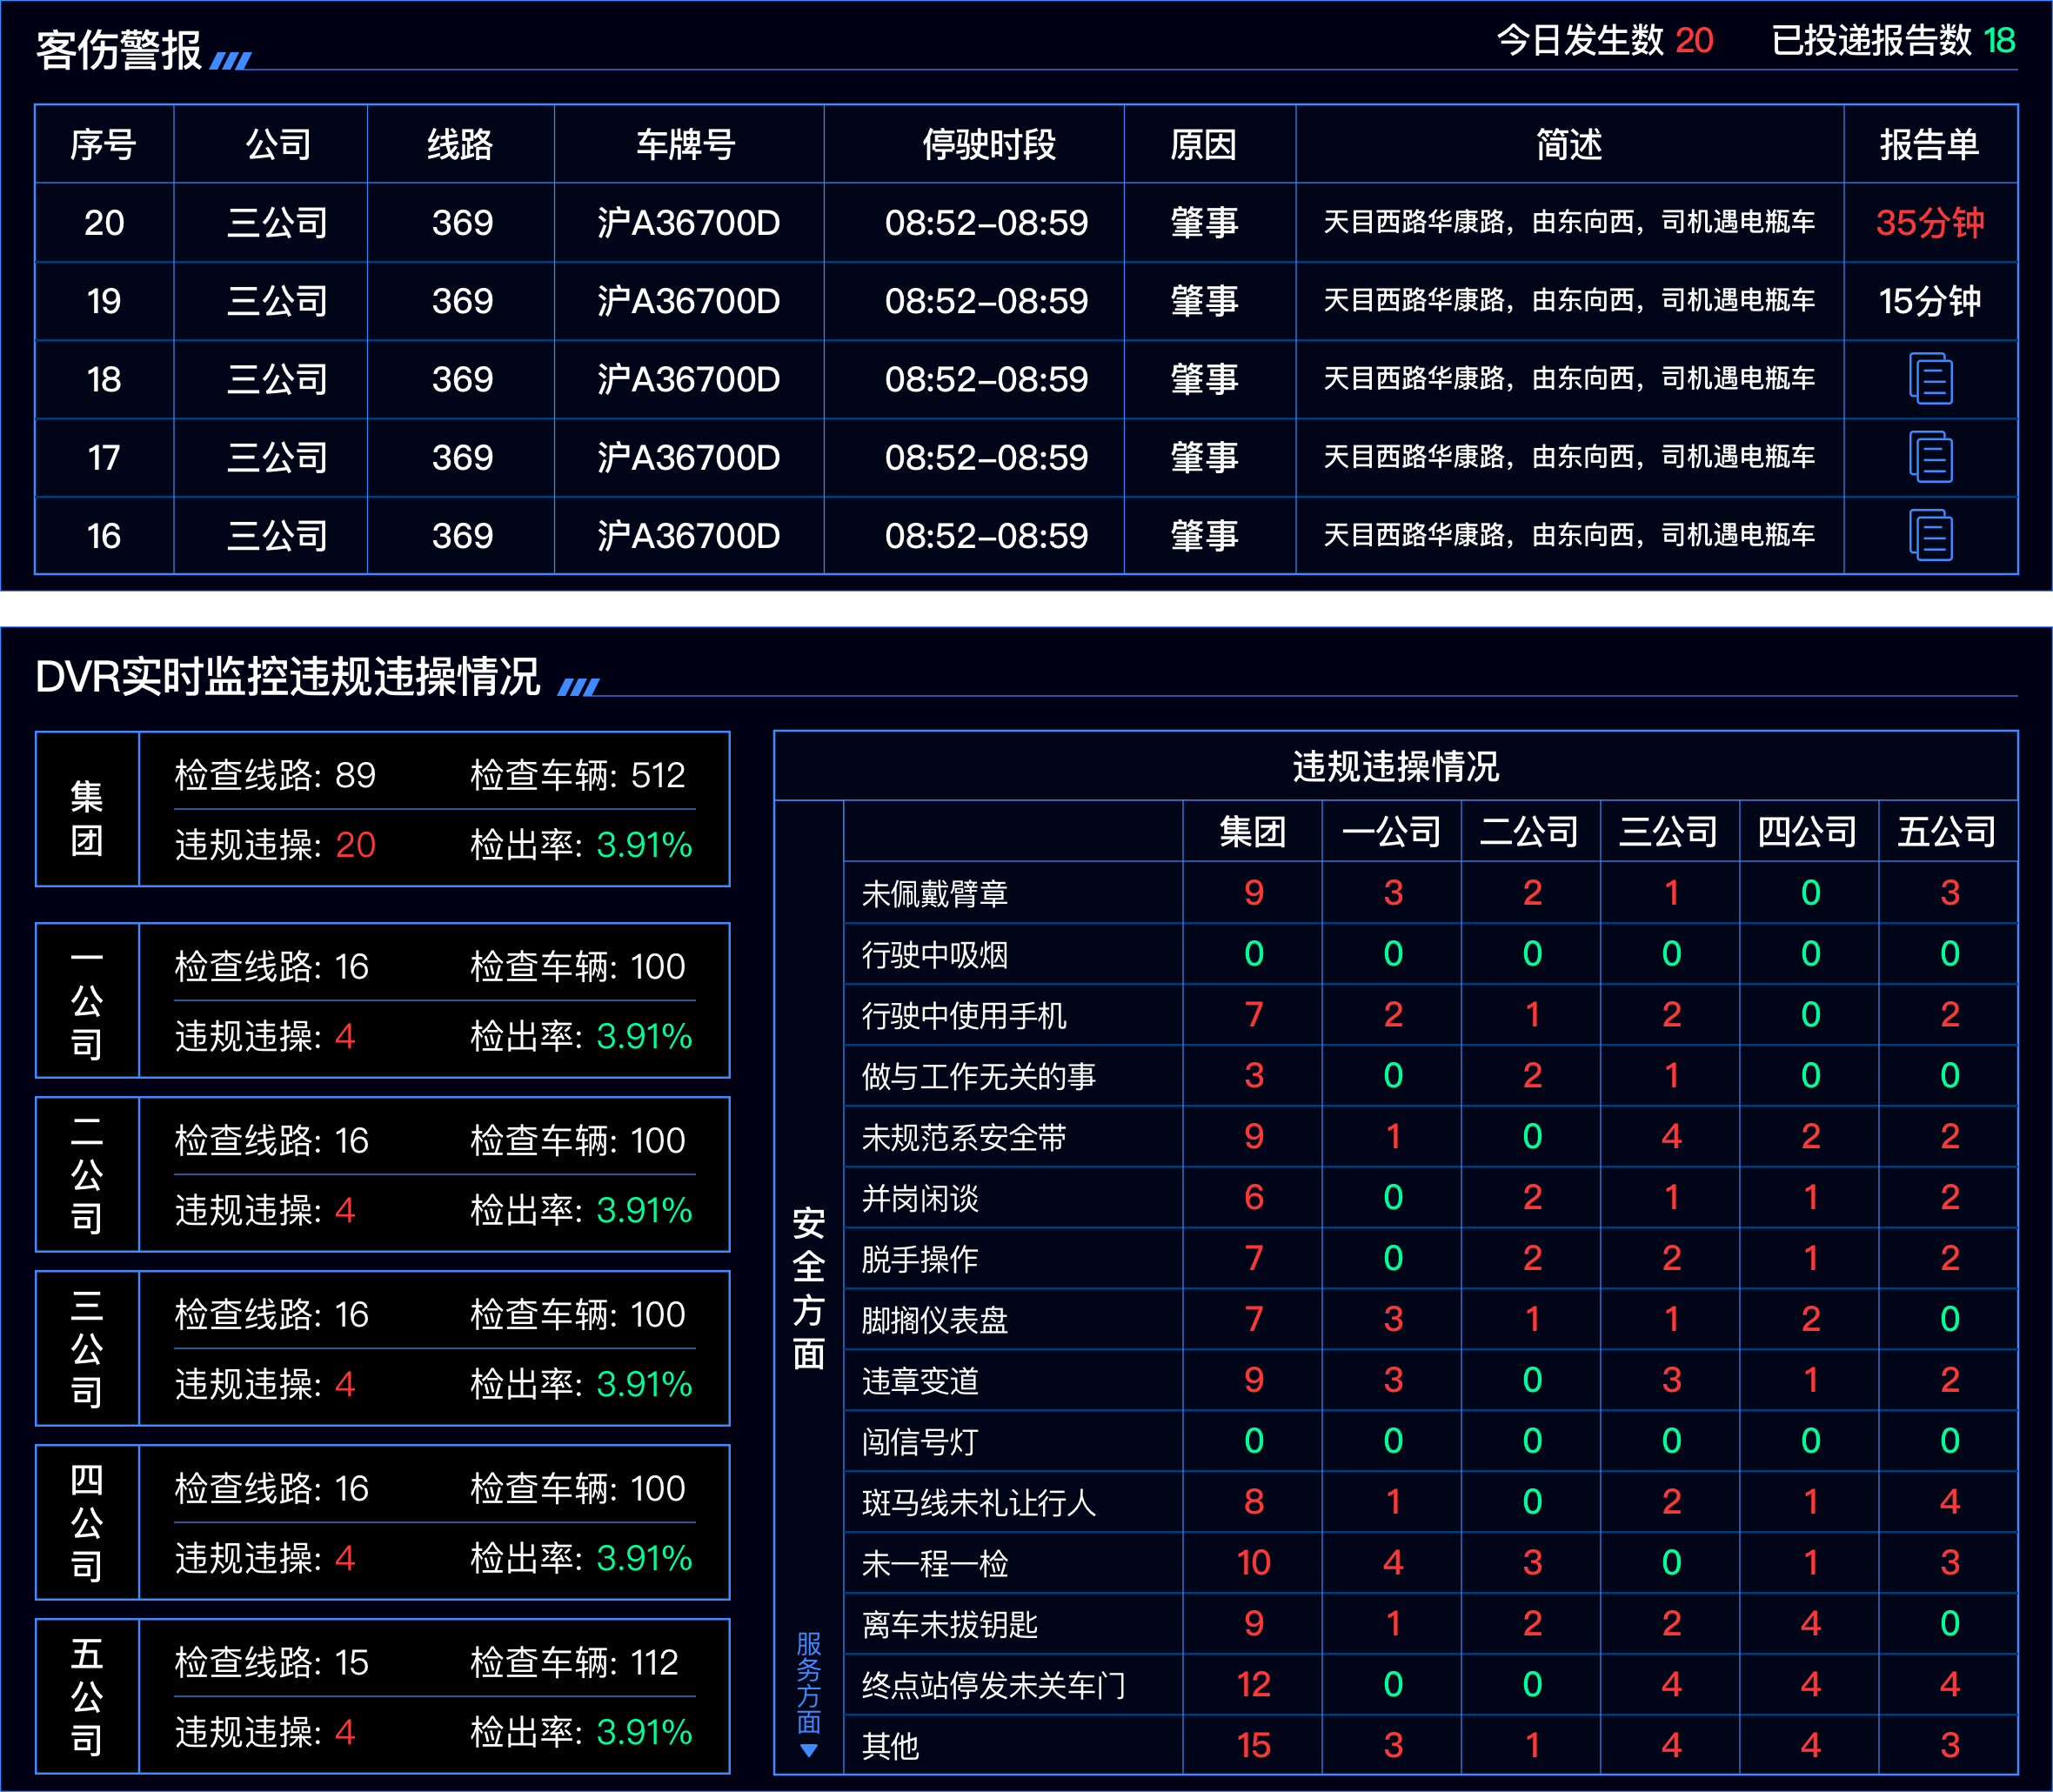 客伤警报
今日发生数 20 已投递报告数 18
序号 公司 线路 车牌号 停驶时段 原因 简述 报告单
20 三公司 369 沪A36700D 08:52–08:59 肇事 天目西路华康路，由东向西，司机遇电瓶车 35分钟
19 三公司 369 沪A36700D 08:52–08:59 肇事 天目西路华康路，由东向西，司机遇电瓶车 15分钟
18 三公司 369 沪A36700D 08:52–08:59 肇事 天目西路华康路，由东向西，司机遇电瓶车
17 三公司 369 沪A36700D 08:52–08:59 肇事 天目西路华康路，由东向西，司机遇电瓶车
16 三公司 369 沪A36700D 08:52–08:59 肇事 天目西路华康路，由东向西，司机遇电瓶车
DVR实时监控违规违操情况
集团
检查线路: 89 检查车辆: 512
违规违操: 20 检出率: 3.91%
一公司
检查线路: 16 检查车辆: 100
违规违操: 4 检出率: 3.91%
二公司
检查线路: 16 检查车辆: 100
违规违操: 4 检出率: 3.91%
三公司
检查线路: 16 检查车辆: 100
违规违操: 4 检出率: 3.91%
四公司
检查线路: 16 检查车辆: 100
违规违操: 4 检出率: 3.91%
五公司
检查线路: 15 检查车辆: 112
违规违操: 4 检出率: 3.91%
违规违操情况
集团 一公司 二公司 三公司 四公司 五公司
安全方面
未佩戴臂章 9 3 2 1 0 3
行驶中吸烟 0 0 0 0 0 0
行驶中使用手机 7 2 1 2 0 2
做与工作无关的事 3 0 2 1 0 0
未规范系安全带 9 1 0 4 2 2
并岗闲谈 6 0 2 1 1 2
脱手操作 7 0 2 2 1 2
脚搁仪表盘 7 3 1 1 2 0
违章变道 9 3 0 3 1 2
闯信号灯 0 0 0 0 0 0
斑马线未礼让行人 8 1 0 2 1 4
未一程一检 10 4 3 0 1 3
离车未拔钥匙 9 1 2 2 4 0
终点站停发未关车门 12 0 0 4 4 4
其他 15 3 1 4 4 3
服务方面